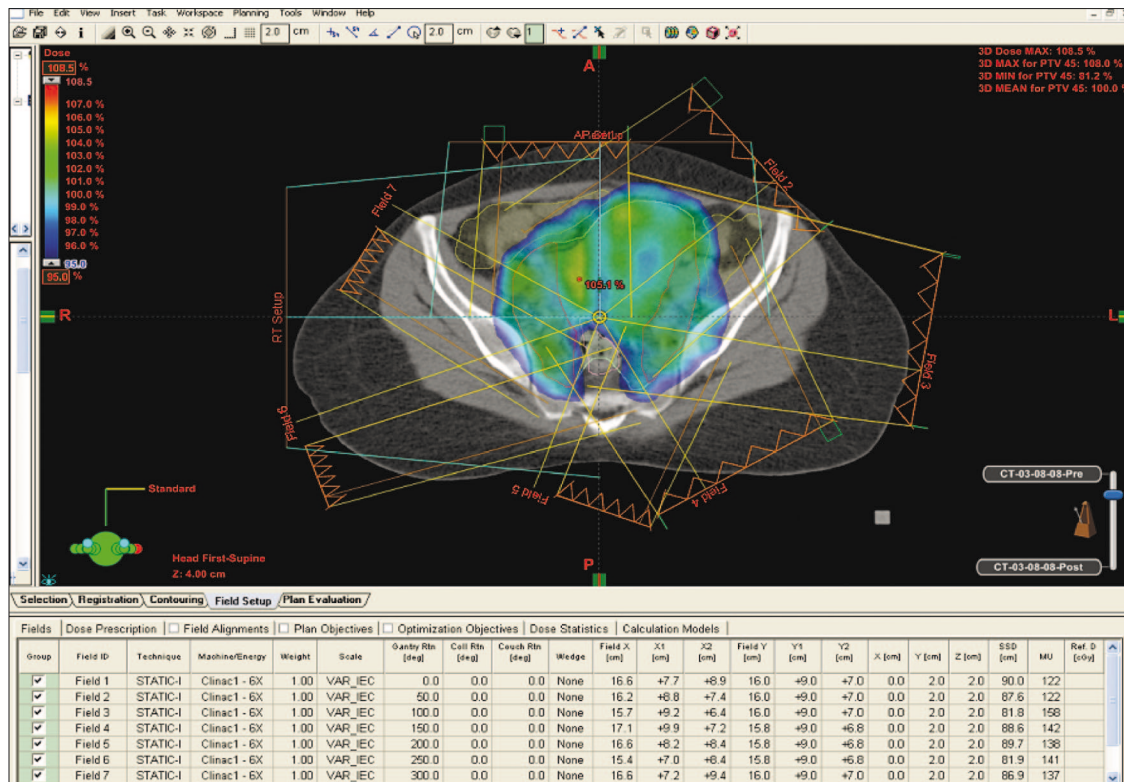 File Edit View Insert Task Workspace Planning Tools Window Help
2.0 cm 2.0 cm 1
Dose
108.5 %
108.5
107.0 %
106.0 %
105.0 %
104.0 %
103.0 %
102.0 %
101.0 %
100.0 %
99.0 %
98.0 %
97.0 %
96.0 %
95.0
95.0 %
3D Dose MAX: 108.5 %
3D MAX for PTV 45: 108.0 %
3D MIN for PTV 45: 81.2 %
3D MEAN for PTV 45: 100.0 %
A
Field 2
Field 7
105.1 %
R
L
RT Setup
Field 3
Field 6
Field 5
Field 4
P
Standard
Head First-Supine
Z: 4.00 cm
CT-03-08-08-Pre
CT-03-08-08-Post
Selection Registration Contouring Field Setup Plan Evaluation
Fields Dose Prescription Field Alignments Plan Objectives Optimization Objectives Dose Statistics Calculation Models
Group Field ID Technique Machine/Energy Weight Scale Gantry Rtn [deg] Coll Rtn [deg] Couch Rtn [deg] Wedge Field X [cm] X1 [cm] X2 [cm] Field Y [cm] Y1 [cm] Y2 [cm] X [cm] Y [cm] Z [cm] SSD [cm] MU Ref. D [cGy]
Field 1 STATIC-I Clinac1 - 6X 1.00 VAR_IEC 0.0 0.0 0.0 None 16.6 +7.7 +8.9 16.0 +9.0 +7.0 0.0 2.0 2.0 90.0 122
Field 2 STATIC-I Clinac1 - 6X 1.00 VAR_IEC 50.0 0.0 0.0 None 16.2 +8.8 +7.4 16.0 +9.0 +7.0 0.0 2.0 2.0 87.6 122
Field 3 STATIC-I Clinac1 - 6X 1.00 VAR_IEC 100.0 0.0 0.0 None 15.7 +9.2 +6.4 16.0 +9.0 +7.0 0.0 2.0 2.0 81.8 158
Field 4 STATIC-I Clinac1 - 6X 1.00 VAR_IEC 150.0 0.0 0.0 None 17.1 +9.9 +7.2 15.8 +9.0 +6.8 0.0 2.0 2.0 88.6 142
Field 5 STATIC-I Clinac1 - 6X 1.00 VAR_IEC 200.0 0.0 0.0 None 16.6 +8.2 +8.4 15.8 +9.0 +6.8 0.0 2.0 2.0 89.7 138
Field 6 STATIC-I Clinac1 - 6X 1.00 VAR_IEC 250.0 0.0 0.0 None 15.4 +7.0 +8.4 15.8 +9.0 +6.8 0.0 2.0 2.0 81.9 141
Field 7 STATIC-I Clinac1 - 6X 1.00 VAR_IEC 300.0 0.0 0.0 None 16.6 +7.2 +9.4 16.0 +9.0 +7.0 0.0 2.0 2.0 86.9 137